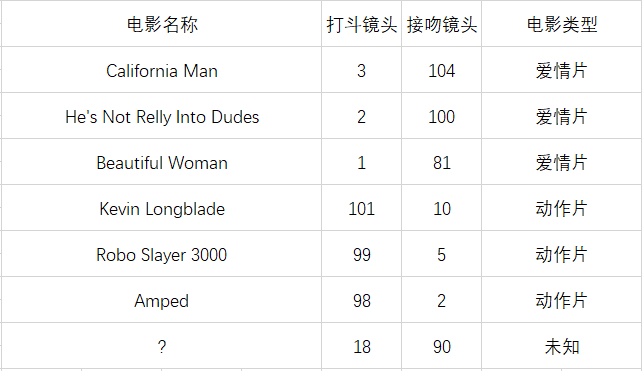 电影名称 打斗镜头 接吻镜头 电影类型
California Man 3 104 爱情片
He's Not Relly Into Dudes 2 100 爱情片
Beautiful Woman 1 81 爱情片
Kevin Longblade 101 10 动作片
Robo Slayer 3000 99 5 动作片
Amped 98 2 动作片
? 18 90 未知